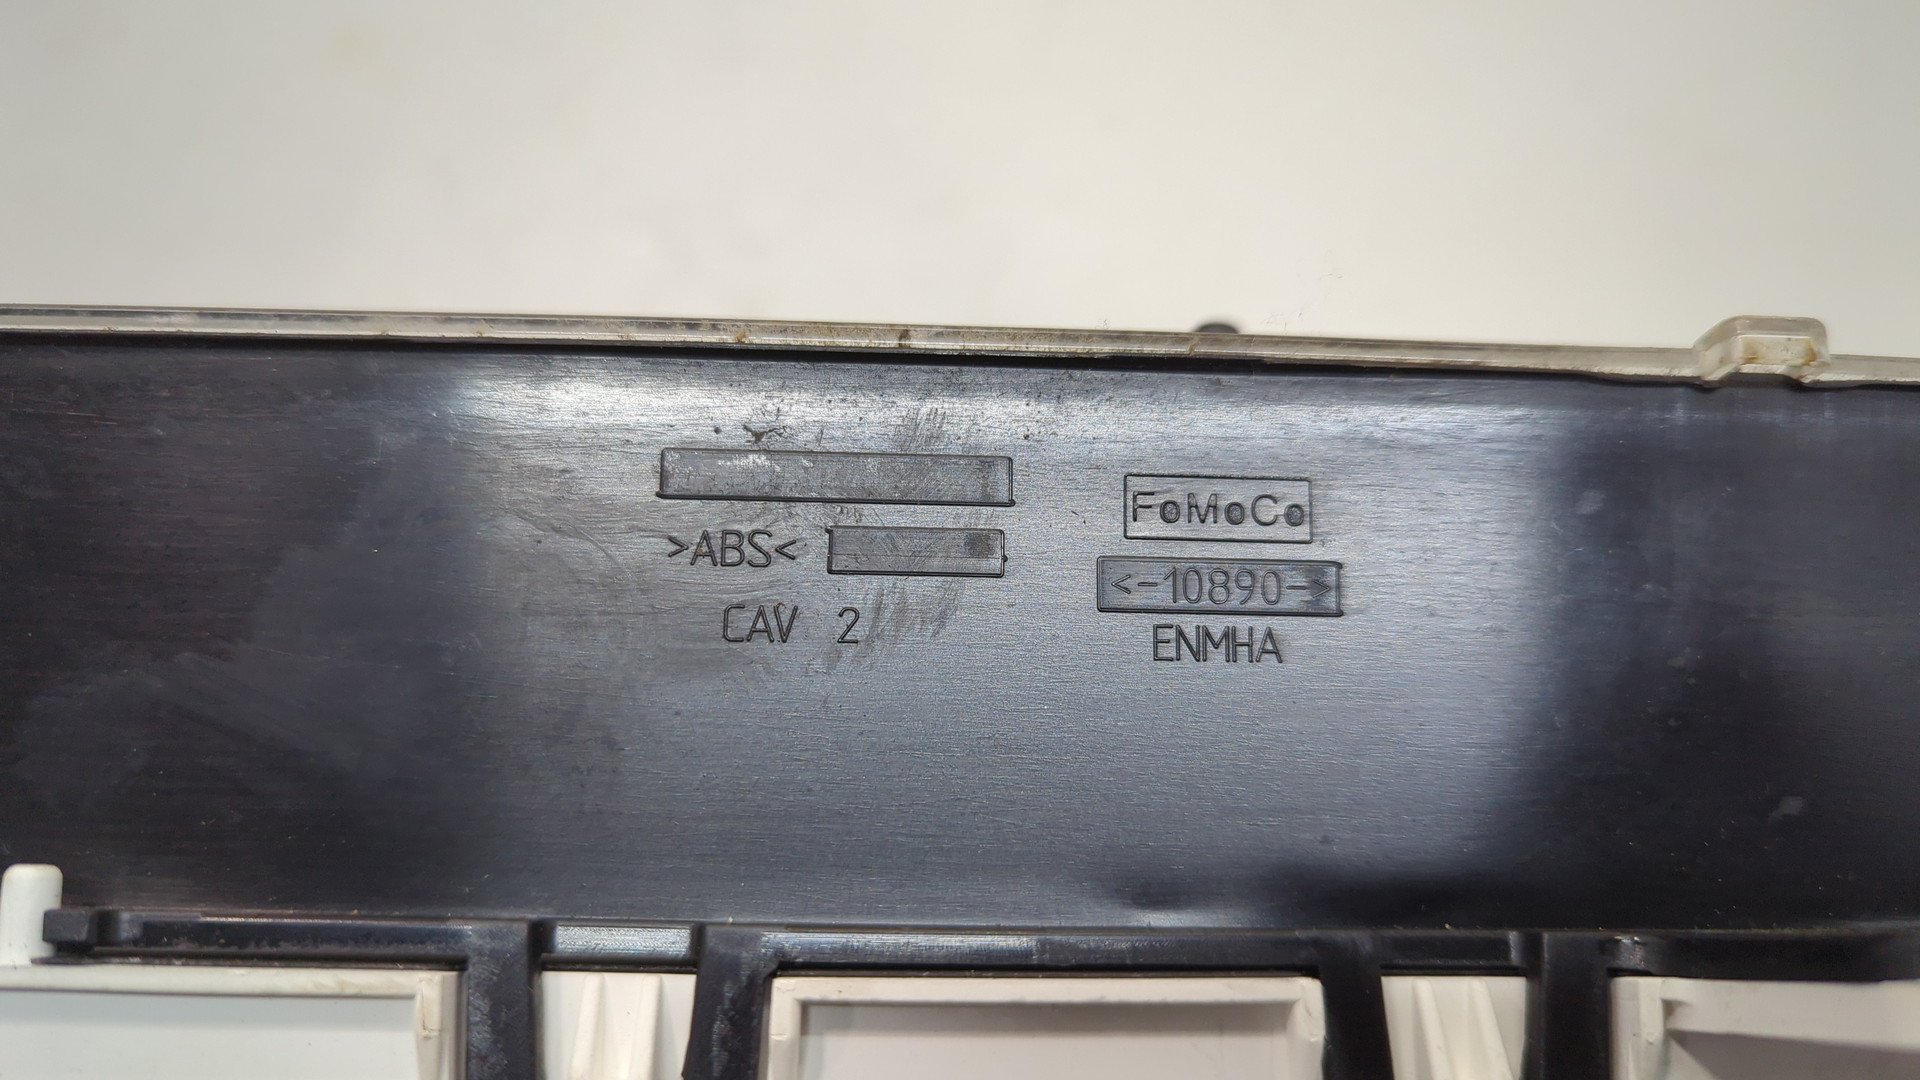 >ABS<
CAV 2
FoMoCo
<-10890->
ENMHA